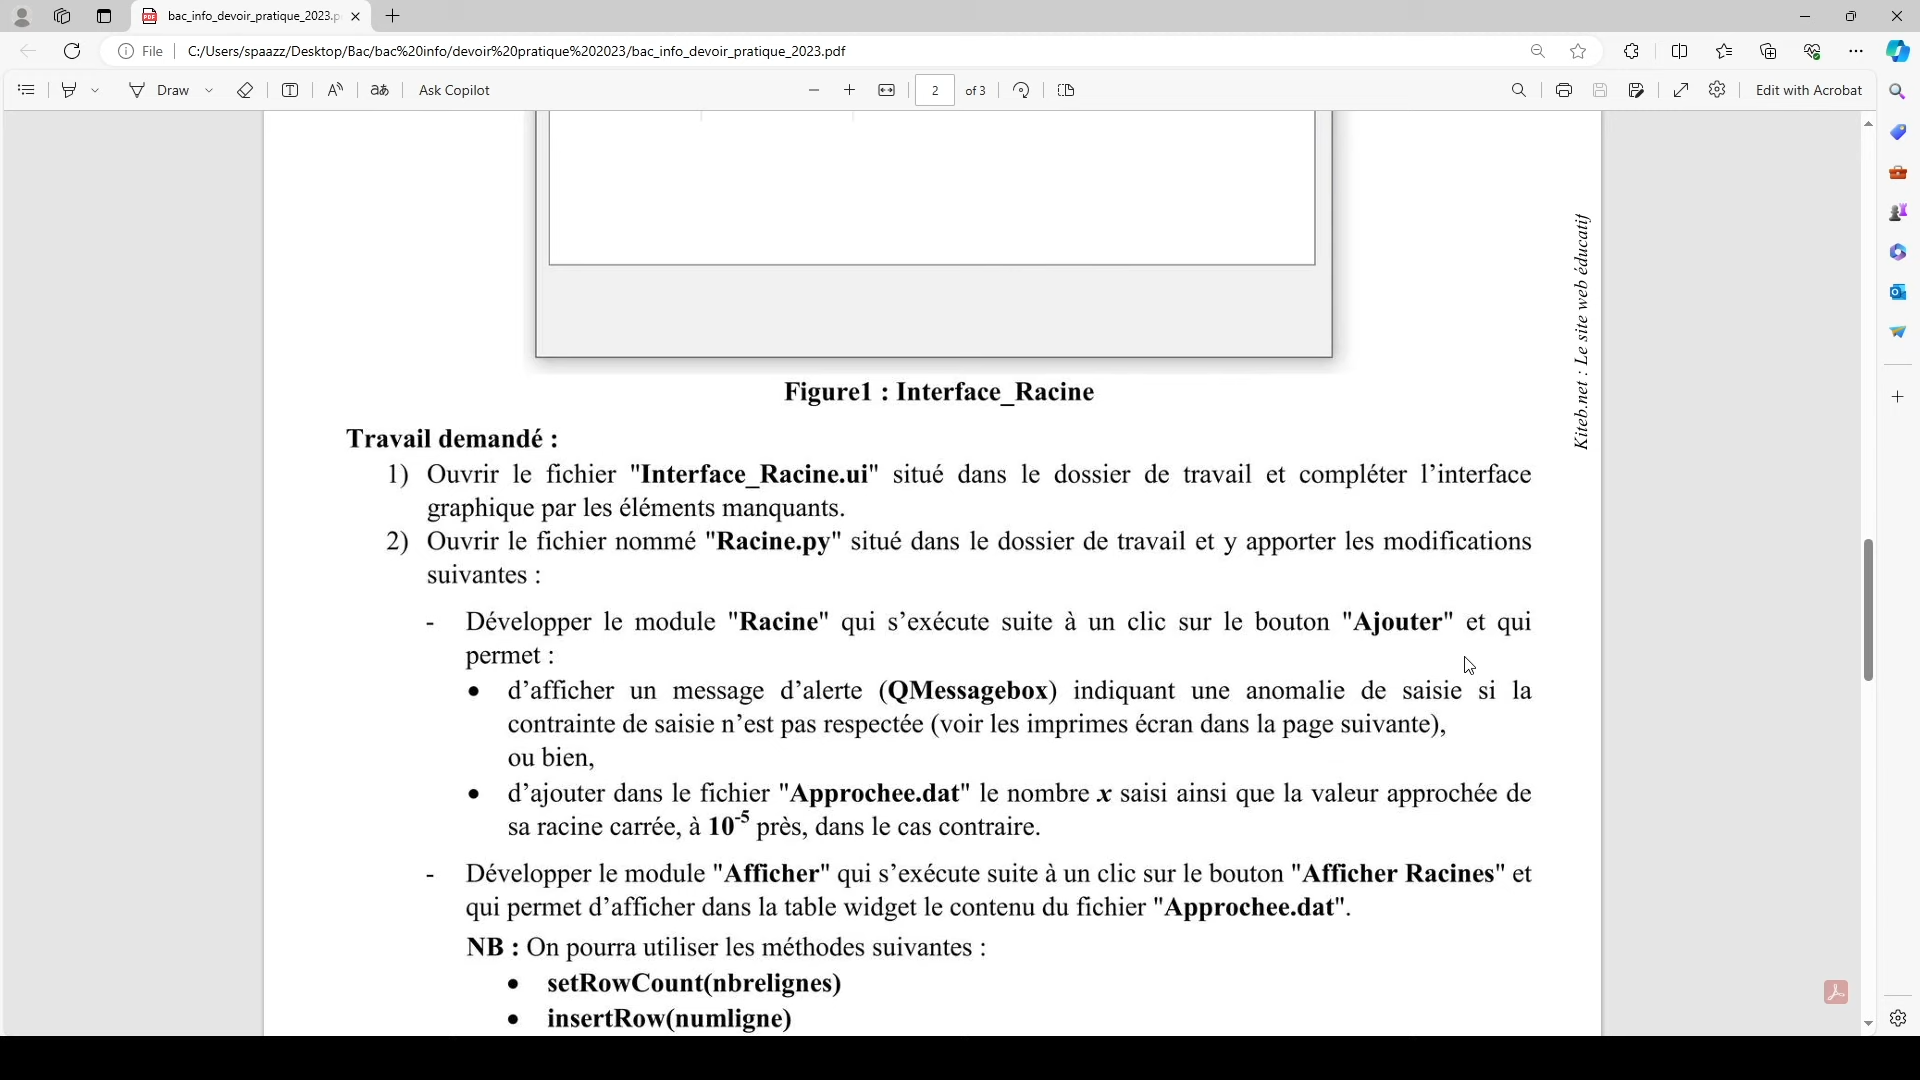 bac_info_devoir_pratique_2023.p
File
C:/Users/spaazz/Desktop/Bac/bac%20info/devoir%20pratique%202023/bac_info_devoir_pratique_2023.pdf
Draw
aあ
Ask Copilot
2
of 3
Edit with Acrobat
Kiteb.net : Le site web éducatif
Figure1 : Interface_Racine
Travail demandé :
1) Ouvrir le fichier "Interface_Racine.ui" situé dans le dossier de travail et compléter l’interface
graphique par les éléments manquants.
2) Ouvrir le fichier nommé "Racine.py" situé dans le dossier de travail et y apporter les modifications
suivantes :
- Développer le module "Racine" qui s’exécute suite à un clic sur le bouton "Ajouter" et qui
permet :
• d’afficher un message d’alerte (QMessagebox) indiquant une anomalie de saisie si la
contrainte de saisie n’est pas respectée (voir les imprimes écran dans la page suivante),
ou bien,
• d’ajouter dans le fichier "Approchee.dat" le nombre x saisi ainsi que la valeur approchée de
sa racine carrée, à 10⁻⁵ près, dans le cas contraire.
- Développer le module "Afficher" qui s’exécute suite à un clic sur le bouton "Afficher Racines" et
qui permet d’afficher dans la table widget le contenu du fichier "Approchee.dat".
NB : On pourra utiliser les méthodes suivantes :
• setRowCount(nbrelignes)
• insertRow(numligne)